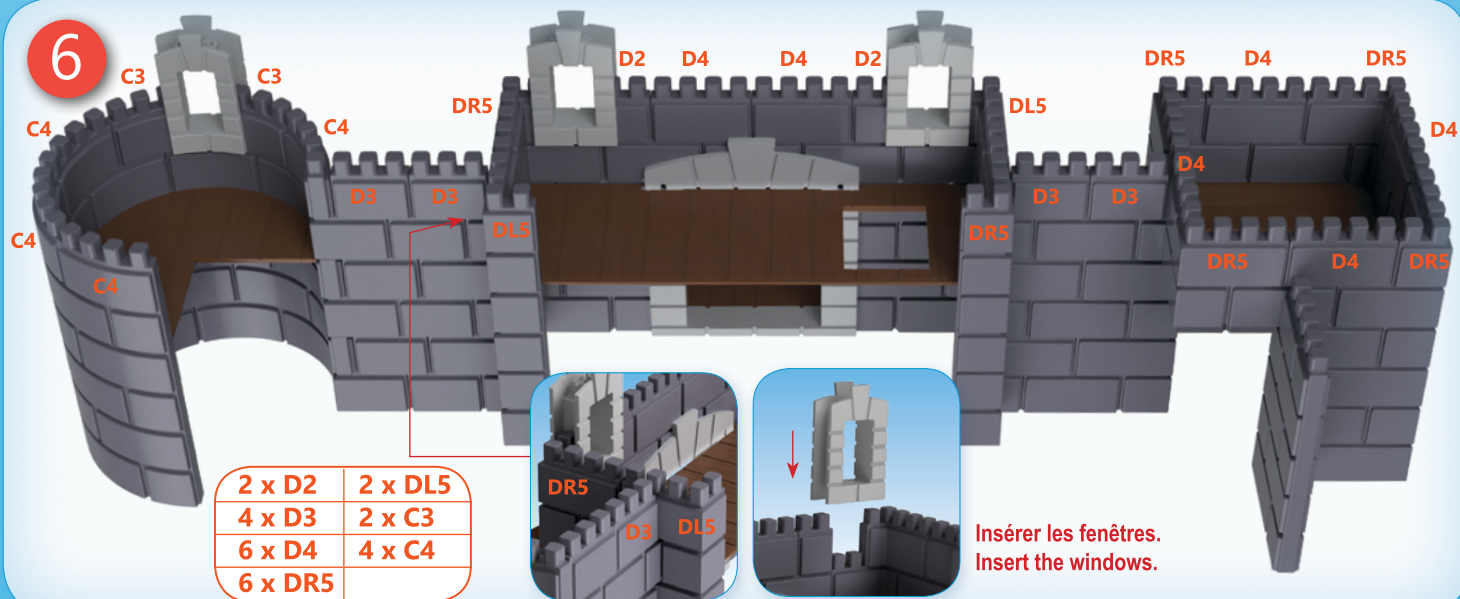 6
C3
C3
C4
C4
C4
C4
D2
D4
D4
D2
DR5
DL5
DR5
D4
DR5
D4
D4
D3
D3
DL5
DR5
D3
D3
DR5
D4
DR5
2 x D2
2 x DL5
4 x D3
2 x C3
6 x D4
4 x C4
6 x DR5
DR5
D3
DL5
Insérer les fenêtres.
Insert the windows.